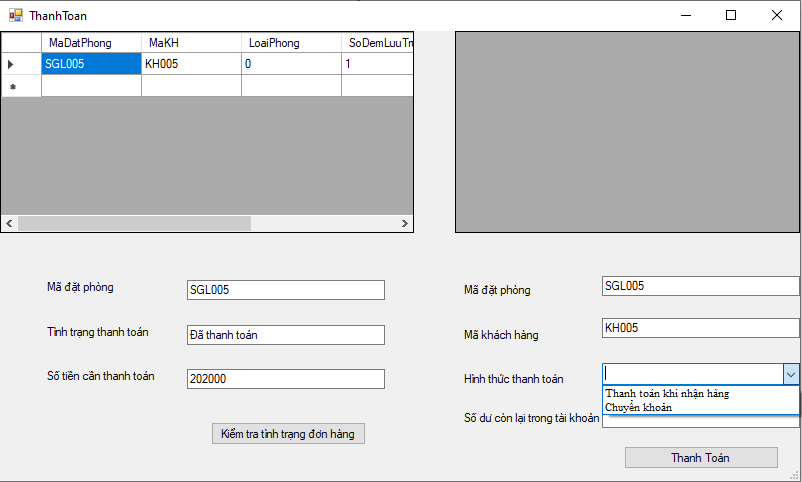 ThanhToan
MaDatPhong MaKH LoaiPhong SoDemLuuTr
SGL005 KH005 0 1
Mã đặt phòng SGL005
Tình trạng thanh toán Đã thanh toán
Số tiền cần thanh toán 202000
Kiểm tra tình trạng đơn hàng
Mã đặt phòng SGL005
Mã khách hàng KH005
Hình thức thanh toán
Thanh toán khi nhận hàng
Chuyển khoản
Số dư còn lại trong tài khoản
Thanh Toán